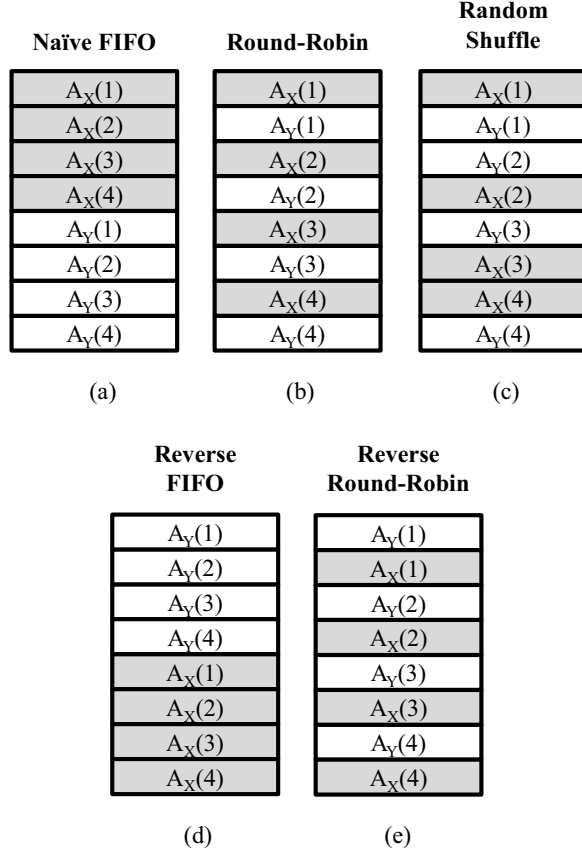 Naïve FIFO
A_X(1)
A_X(2)
A_X(3)
A_X(4)
A_Y(1)
A_Y(2)
A_Y(3)
A_Y(4)
(a)
Round-Robin
A_X(1)
A_Y(1)
A_X(2)
A_Y(2)
A_X(3)
A_Y(3)
A_X(4)
A_Y(4)
(b)
Random
Shuffle
A_X(1)
A_Y(1)
A_Y(2)
A_X(2)
A_Y(3)
A_X(3)
A_X(4)
A_Y(4)
(c)
Reverse
FIFO
A_Y(1)
A_Y(2)
A_Y(3)
A_Y(4)
A_X(1)
A_X(2)
A_X(3)
A_X(4)
(d)
Reverse
Round-Robin
A_Y(1)
A_X(1)
A_Y(2)
A_X(2)
A_Y(3)
A_X(3)
A_Y(4)
A_X(4)
(e)